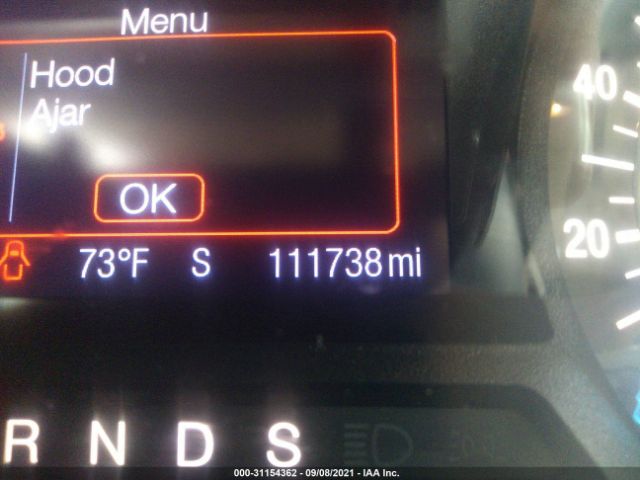 Menu
Hood
Ajar
OK
73°F S 111738 mi
40
20
R N D S
000-31154362 - 09/08/2021 - IAA Inc.